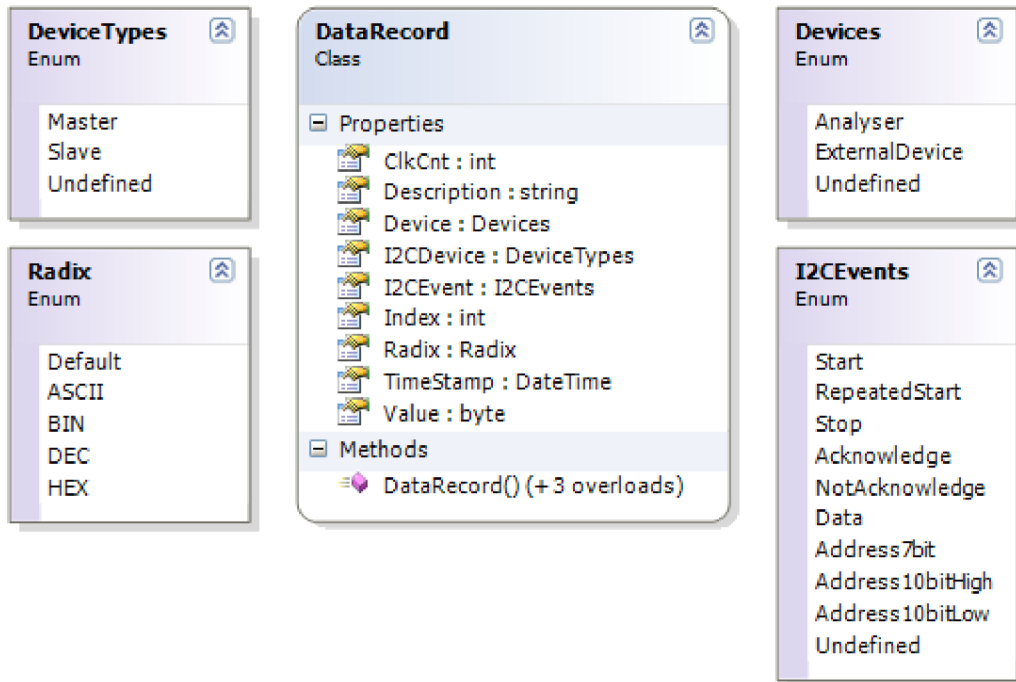 DeviceTypes
Enum
Master
Slave
Undefined
Radix
Enum
Default
ASCII
BIN
DEC
HEX
DataRecord
Class
Properties
ClkCnt : int
Description : string
Device : Devices
I2CDevice : DeviceTypes
I2CEvent : I2CEvents
Index : int
Radix : Radix
TimeStamp : DateTime
Value : byte
Methods
DataRecord() (+ 3 overloads)
Devices
Enum
Analyser
ExternalDevice
Undefined
I2CEvents
Enum
Start
RepeatedStart
Stop
Acknowledge
NotAcknowledge
Data
Address7bit
Address10bitHigh
Address10bitLow
Undefined